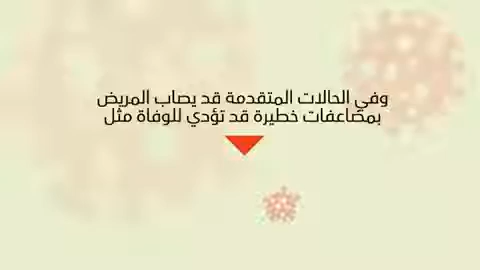 وفي الحالات المتقدمة قد يصاب المريض
بمضاعفات خطيرة قد تؤدي للوفاة مثل